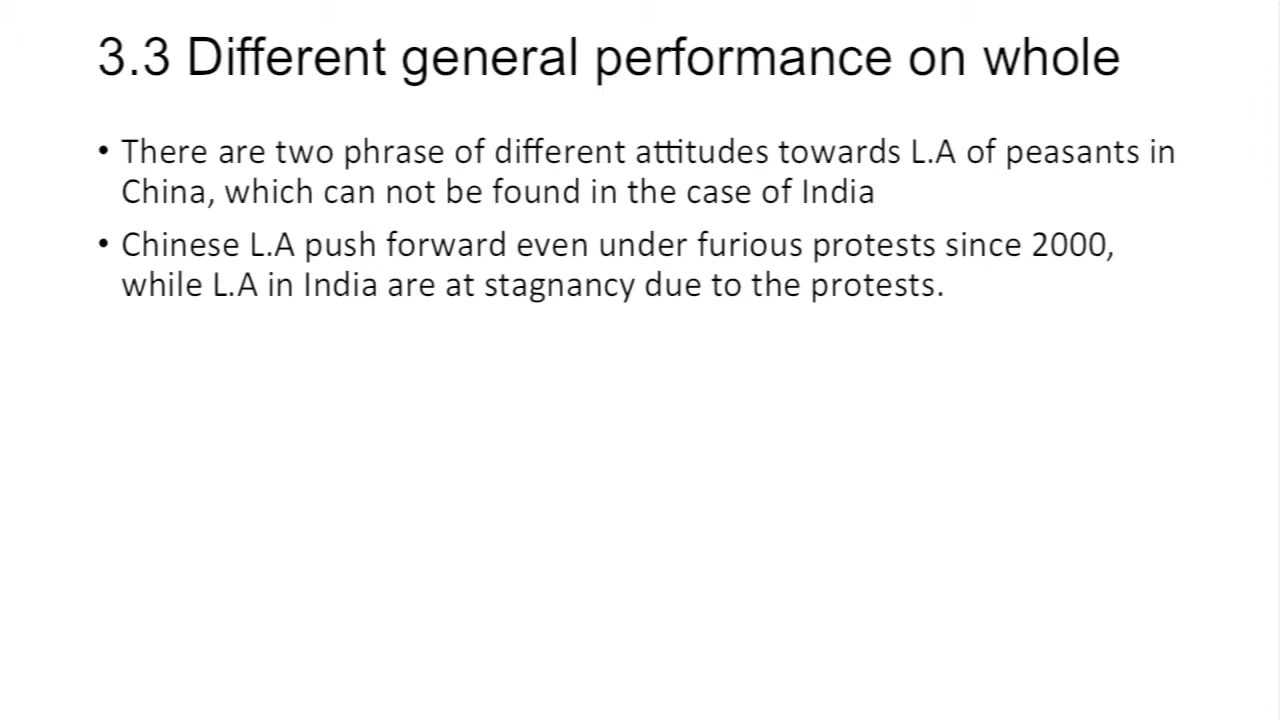 3.3 Different general performance on whole
• There are two phrase of different attitudes towards L.A of peasants in
China, which can not be found in the case of India
• Chinese L.A push forward even under furious protests since 2000,
while L.A in India are at stagnancy due to the protests.